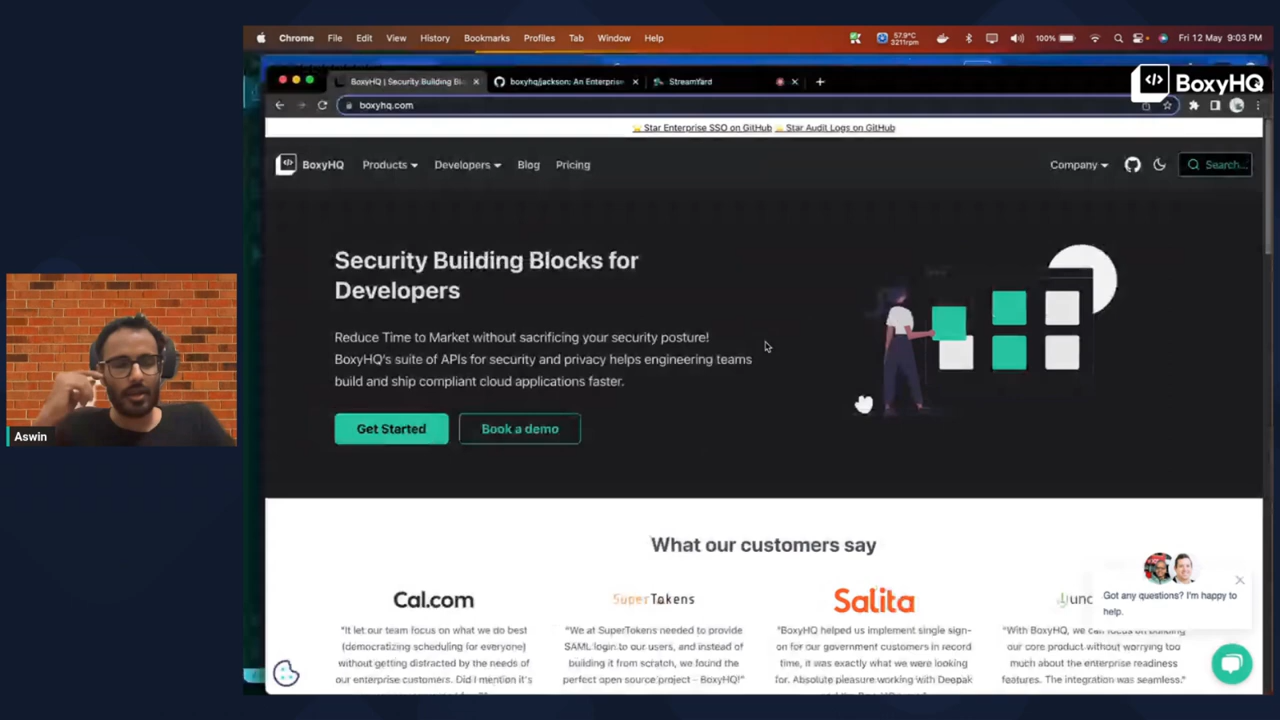 Chrome File Edit View History Bookmarks Profiles Tab Window Help
57.9°C
3211rpm
100%
Fri 12 May 9:03 PM
BoxyHQ | Security Building Bl
boxyhq/jackson: An Enterprise
StreamYard
BoxyHQ
boxyhq.com
Star Enterprise SSO on GitHub Star Audit Logs on GitHub
BoxyHQ Products Developers Blog Pricing Company Search...
Security Building Blocks for
Developers
Reduce Time to Market without sacrificing your security posture!
BoxyHQ's suite of APIs for security and privacy helps engineering teams
build and ship compliant cloud applications faster.
Get Started Book a demo
Aswin
What our customers say
Cal.com
"It let our team focus on what we do best
(democratizing scheduling for everyone)
without getting distracted by the needs of
our enterprise customers. Did I mention it's
SuperTokens
"We at SuperTokens needed to provide
SAML login to our users, and instead of
building it from scratch, we found the
perfect open source project – BoxyHQ!"
Salita
"BoxyHQ helped us implement single sign-
on for our government customers in record
time, it was exactly what we were looking
for. Absolute pleasure working with Deepak
"With BoxyHQ, we can focus on building
our core product without worrying too
much about the enterprise readiness
features. The integration was seamless."
Got any questions? I'm happy to
help.